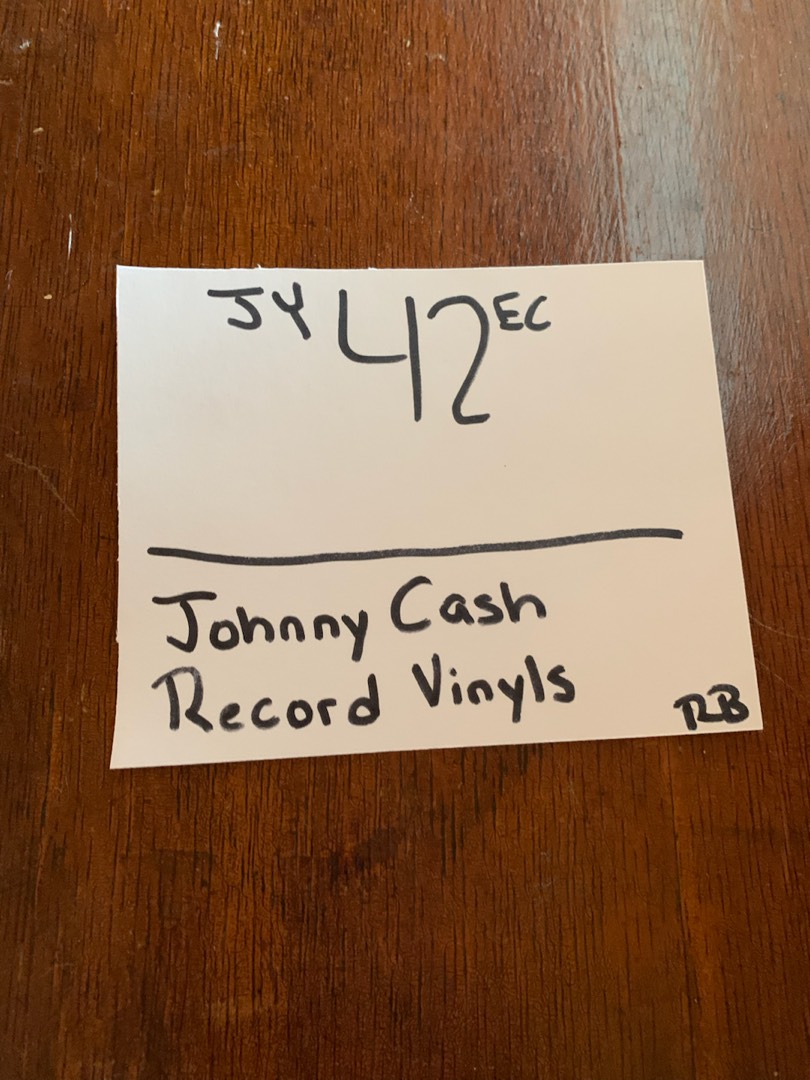 JY 42 EC
Johnny Cash
Record Vinyls
RB